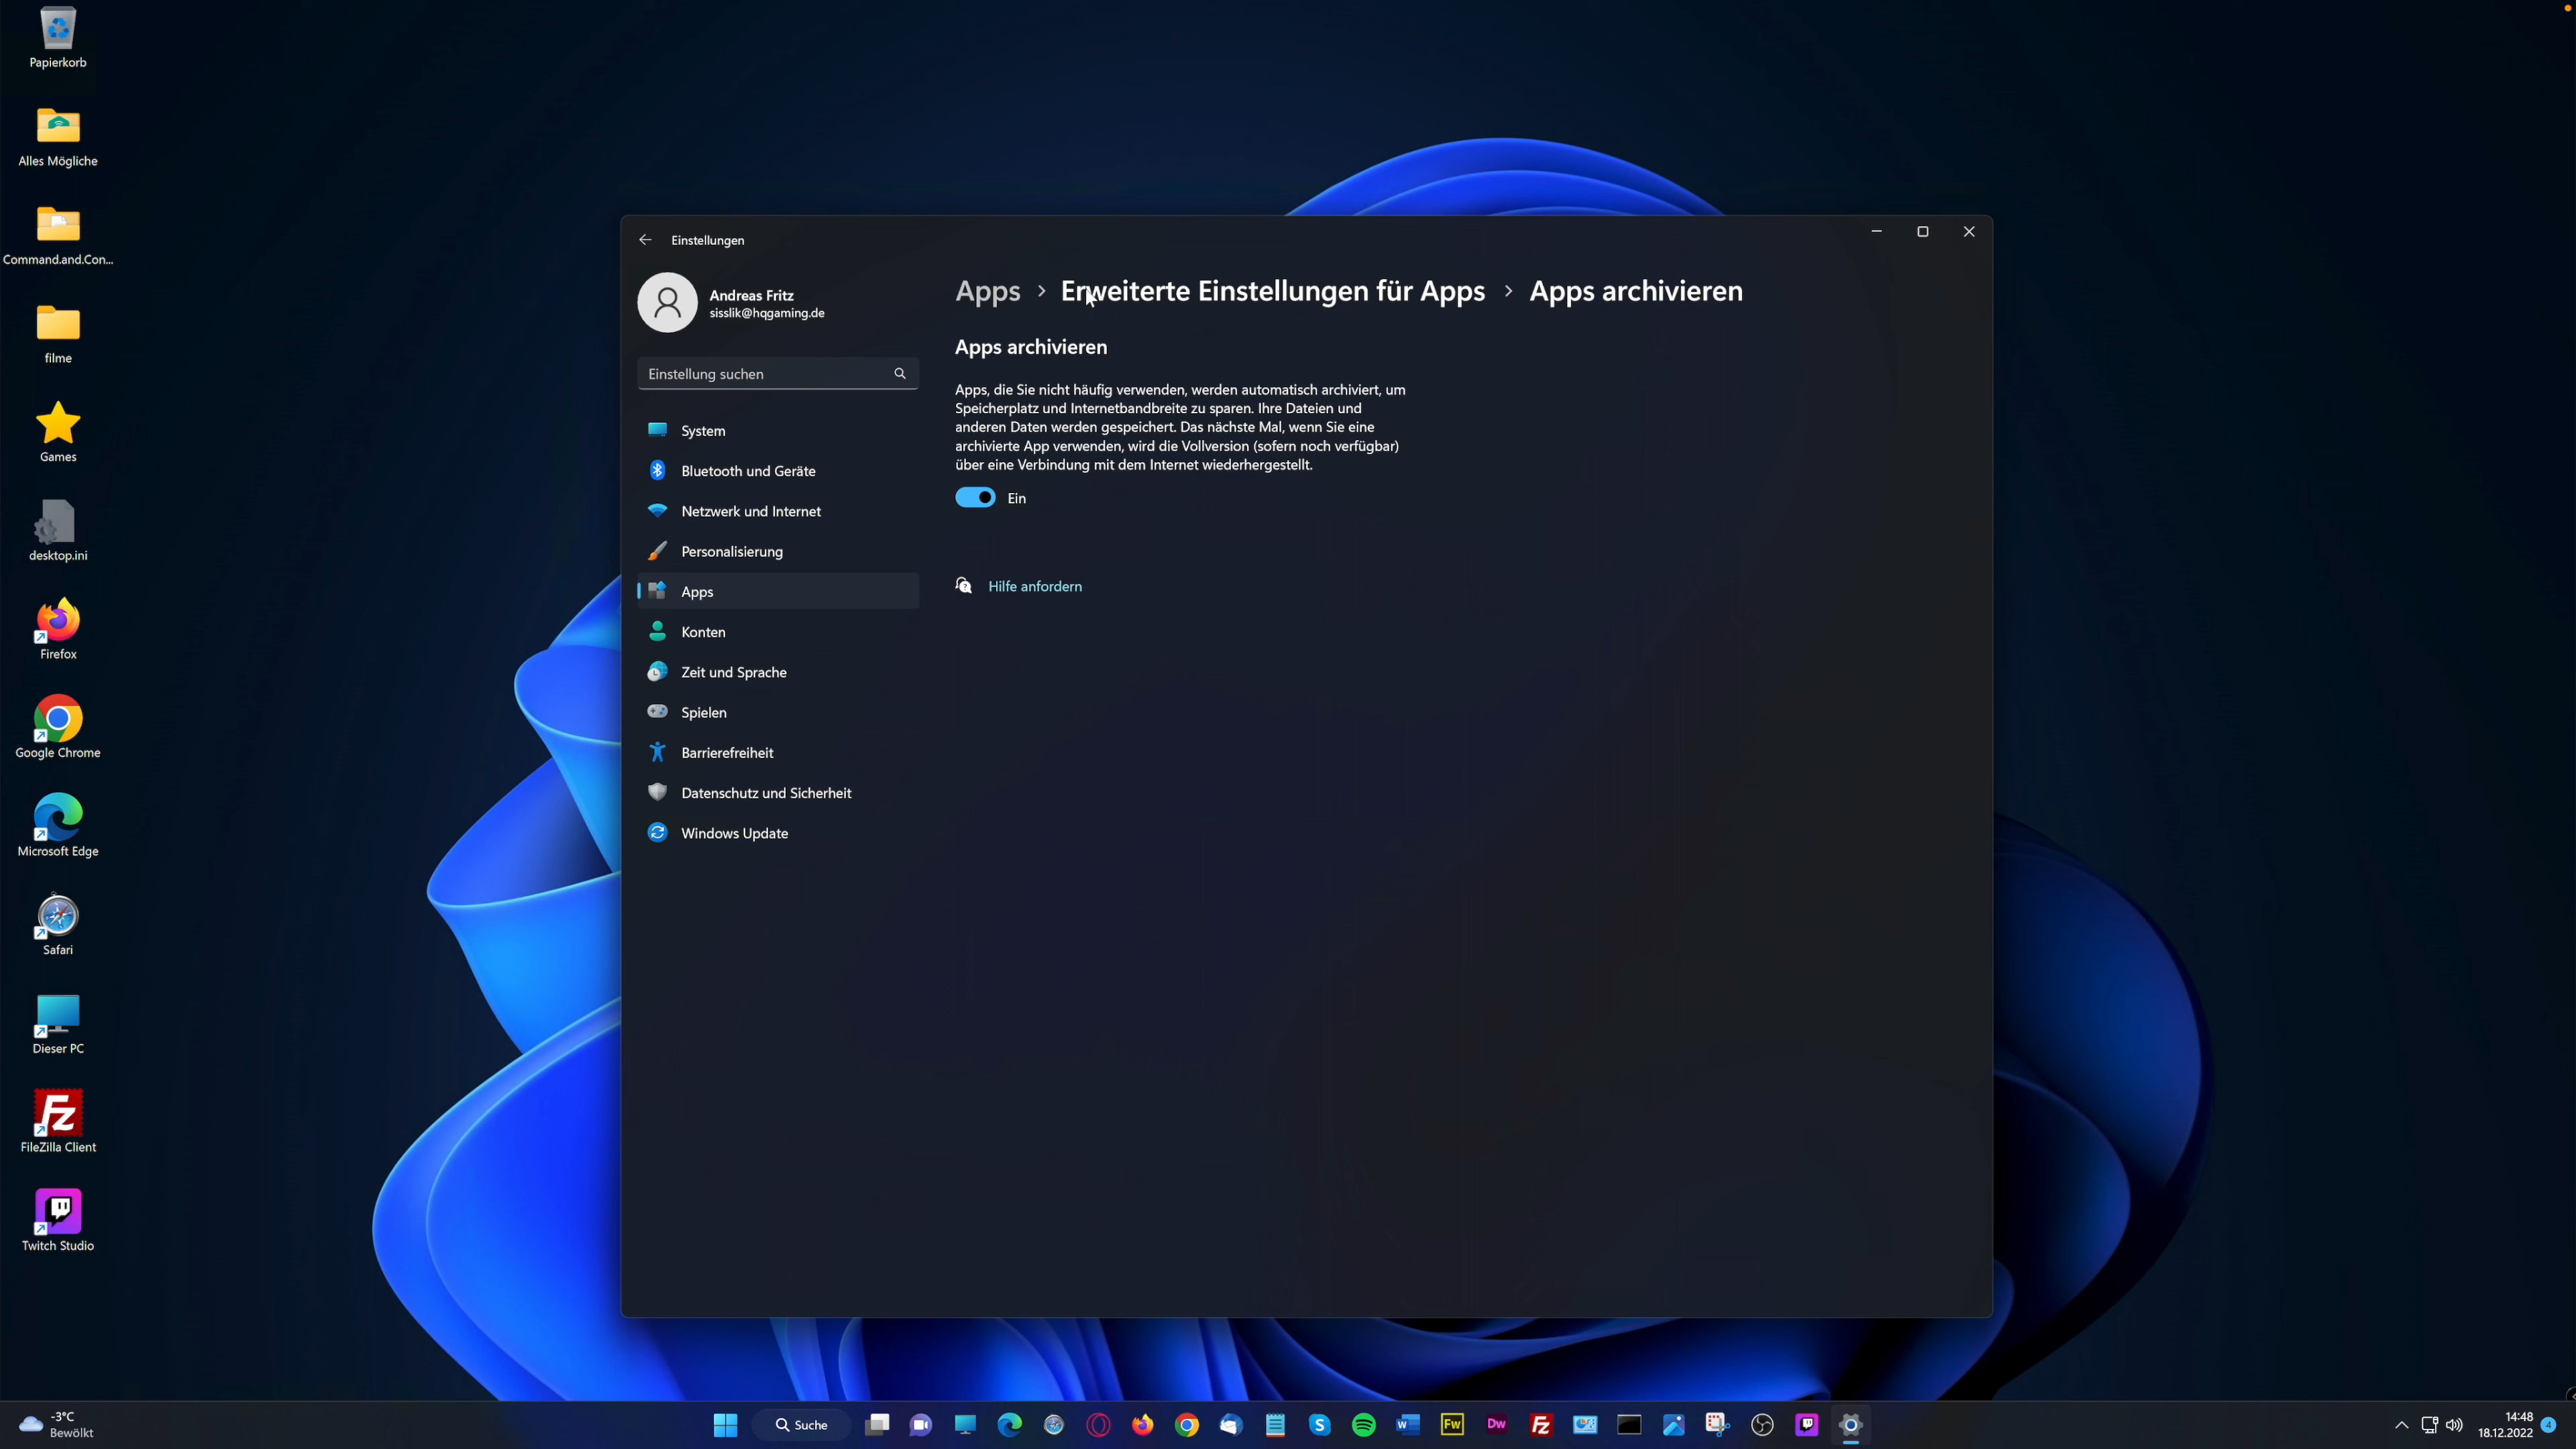 Papierkorb
Alles Mögliche
Command.and.Con...
filme
Games
desktop.ini
Firefox
Google Chrome
Microsoft Edge
Safari
Dieser PC
FileZilla Client
Twitch Studio
Einstellungen
Andreas Fritz
sisslik@hqgaming.de
Einstellung suchen
System
Bluetooth und Geräte
Netzwerk und Internet
Personalisierung
Apps
Konten
Zeit und Sprache
Spielen
Barrierefreiheit
Datenschutz und Sicherheit
Windows Update
Apps > Erweiterte Einstellungen für Apps > Apps archivieren
Apps archivieren
Apps, die Sie nicht häufig verwenden, werden automatisch archiviert, um
Speicherplatz und Internetbandbreite zu sparen. Ihre Dateien und
anderen Daten werden gespeichert. Das nächste Mal, wenn Sie eine
archivierte App verwenden, wird die Vollversion (sofern noch verfügbar)
über eine Verbindung mit dem Internet wiederhergestellt.
Ein
Hilfe anfordern
-3°C
Bewölkt
Suche
Fw
Dw
14:48
18.12.2022
4